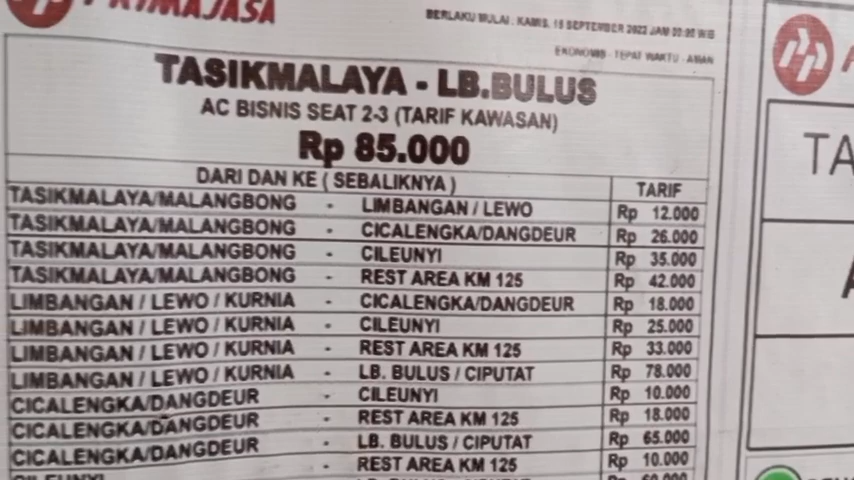 PRIMAJASA
BERLAKU MULAI : KAMIS, 15 SEPTEMBER 2022 JAM 00:00 WIB
EKONOMIS - TEPAT WAKTU - AMAN
TASIKMALAYA - LB.BULUS
AC BISNIS SEAT 2-3 (TARIF KAWASAN)
Rp 85.000
DARI DAN KE ( SEBALIKNYA ) TARIF
TASIKMALAYA/MALANGBONG - LIMBANGAN / LEWO Rp 12.000
TASIKMALAYA/MALANGBONG - CICALENGKA/DANGDEUR Rp 26.000
TASIKMALAYA/MALANGBONG - CILEUNYI Rp 35.000
TASIKMALAYA/MALANGBONG - REST AREA KM 125 Rp 42.000
LIMBANGAN / LEWO / KURNIA - CICALENGKA/DANGDEUR Rp 18.000
LIMBANGAN / LEWO / KURNIA - CILEUNYI Rp 25.000
LIMBANGAN / LEWO / KURNIA - REST AREA KM 125 Rp 33.000
LIMBANGAN / LEWO / KURNIA - LB. BULUS / CIPUTAT Rp 78.000
CICALENGKA/DANGDEUR - CILEUNYI Rp 10.000
CICALENGKA/DANGDEUR - REST AREA KM 125 Rp 18.000
CICALENGKA/DANGDEUR - LB. BULUS / CIPUTAT Rp 65.000
CILEUNYI - REST AREA KM 125 Rp 10.000
LB. BULUS / CIPUTAT
TA